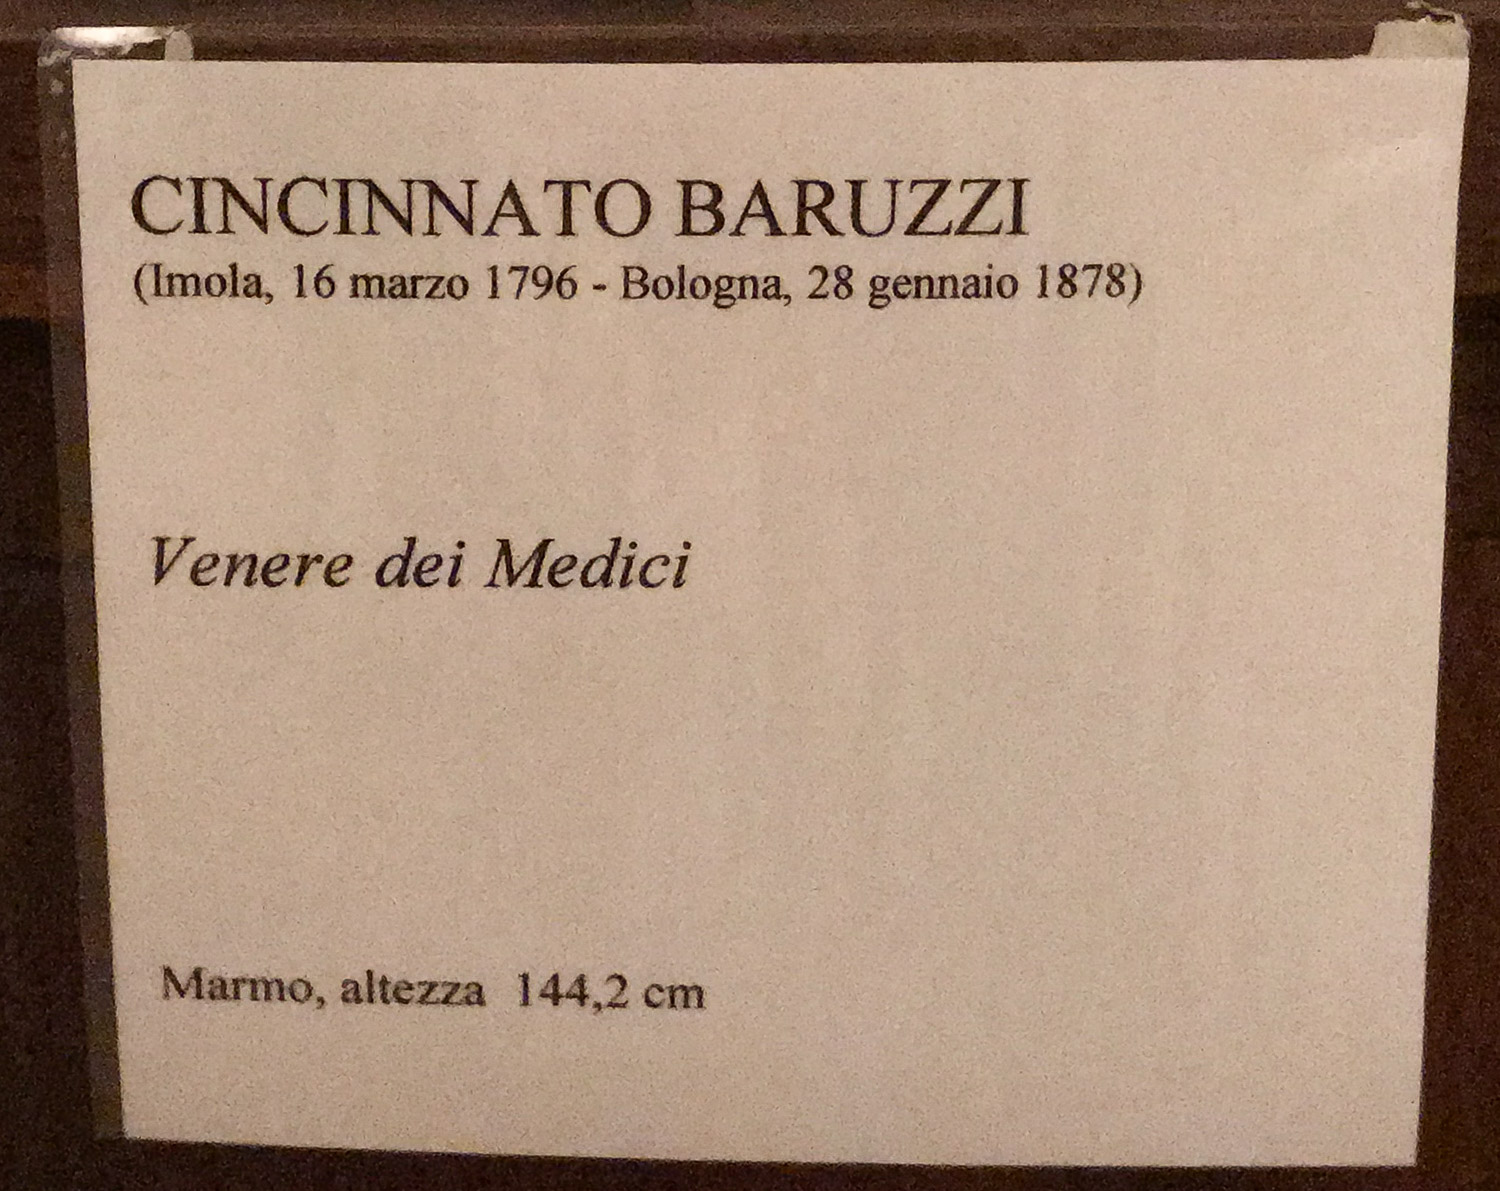 CINCINNATO BARUZZI
(Imola, 16 marzo 1796 - Bologna, 28 gennaio 1878)
Venere dei Medici
Marmo, altezza 144,2 cm